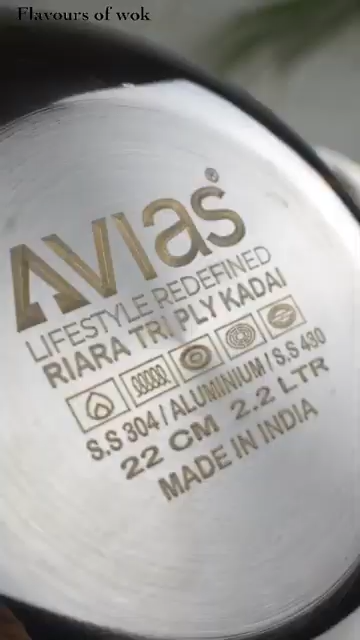 Flavours of wok
AVIas
LIFESTYLE REDEFINED
RIARA TRI PLY KADAI
S.S 304 / ALUMINIUM / S.S 430
22 CM 2.2 LTR
MADE IN INDIA